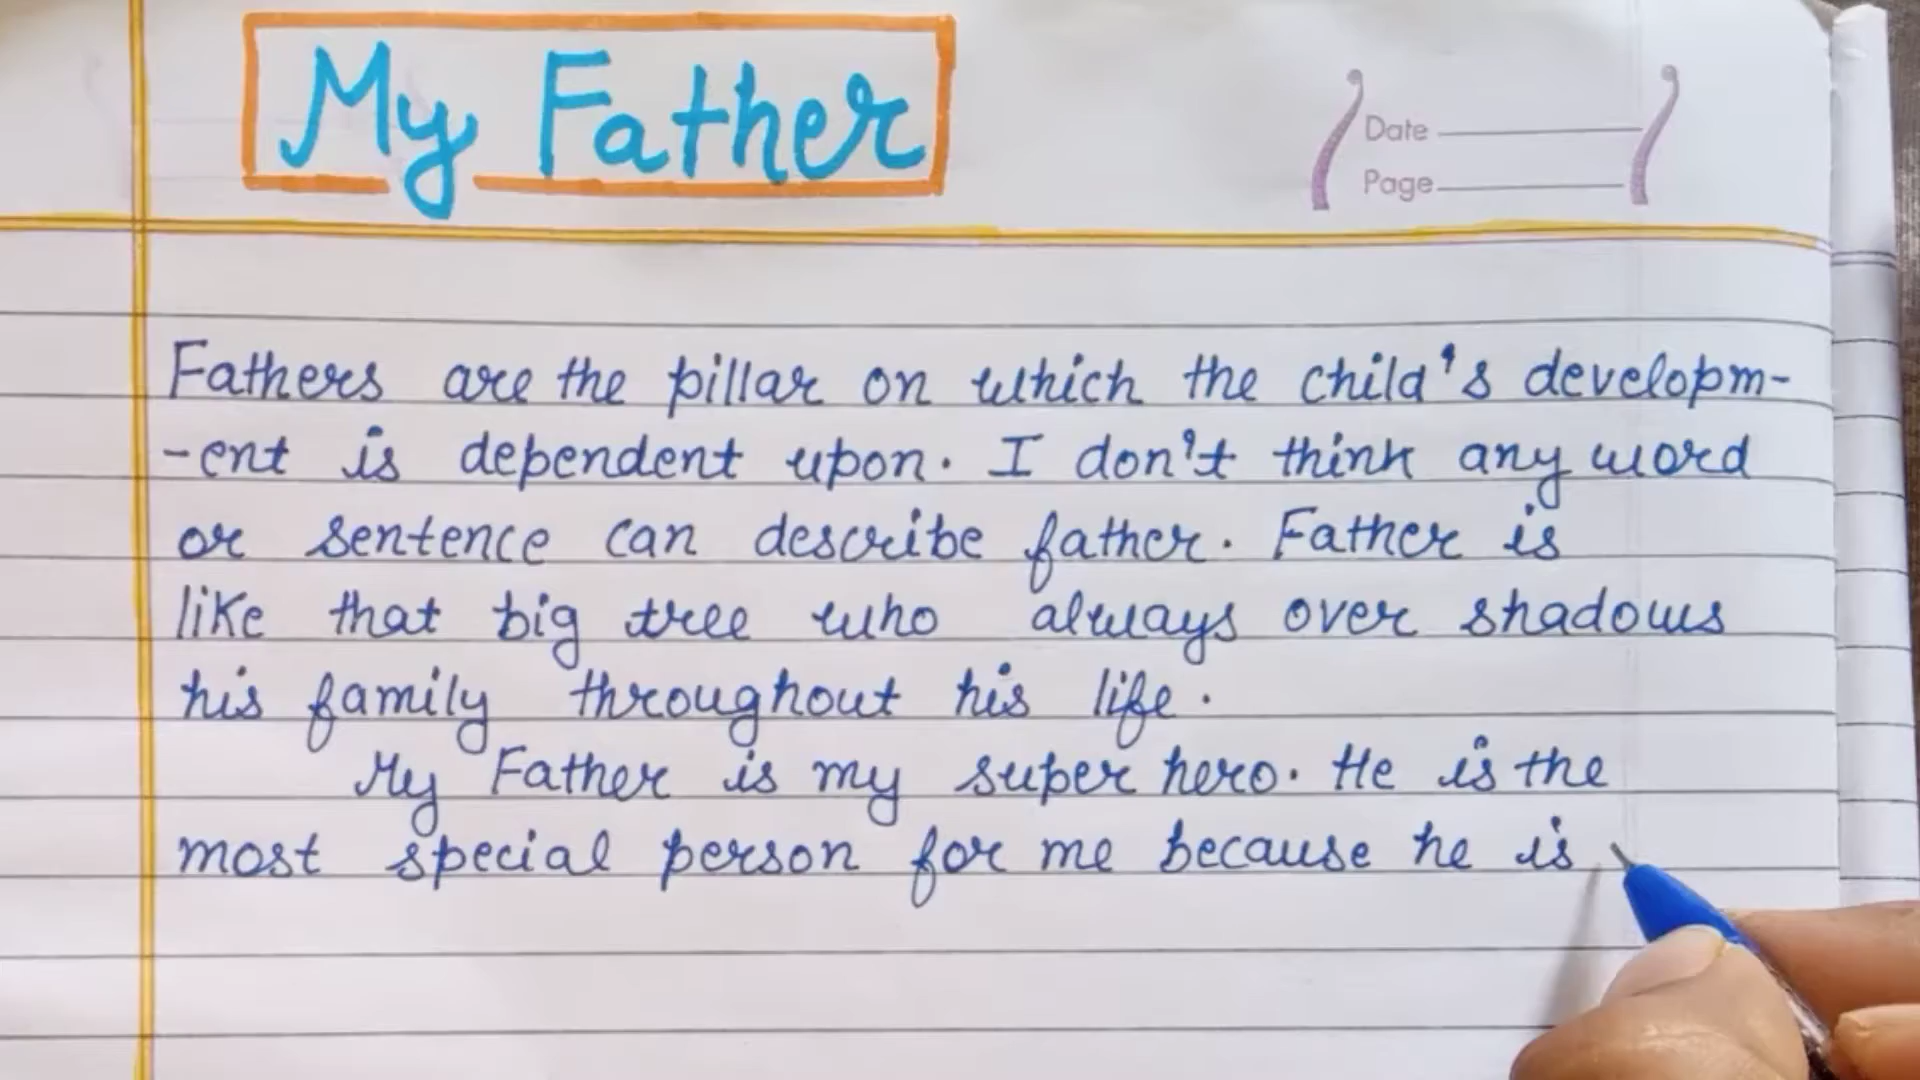 My Father
Date
Page
Fathers are the pillar on which the child's developm-
-ent is dependent upon. I don't think any word
or sentence can describe father. Father is
like that big tree who always over shadows
his family throughout his life.
My Father is my super hero. He is the
most special person for me because he is